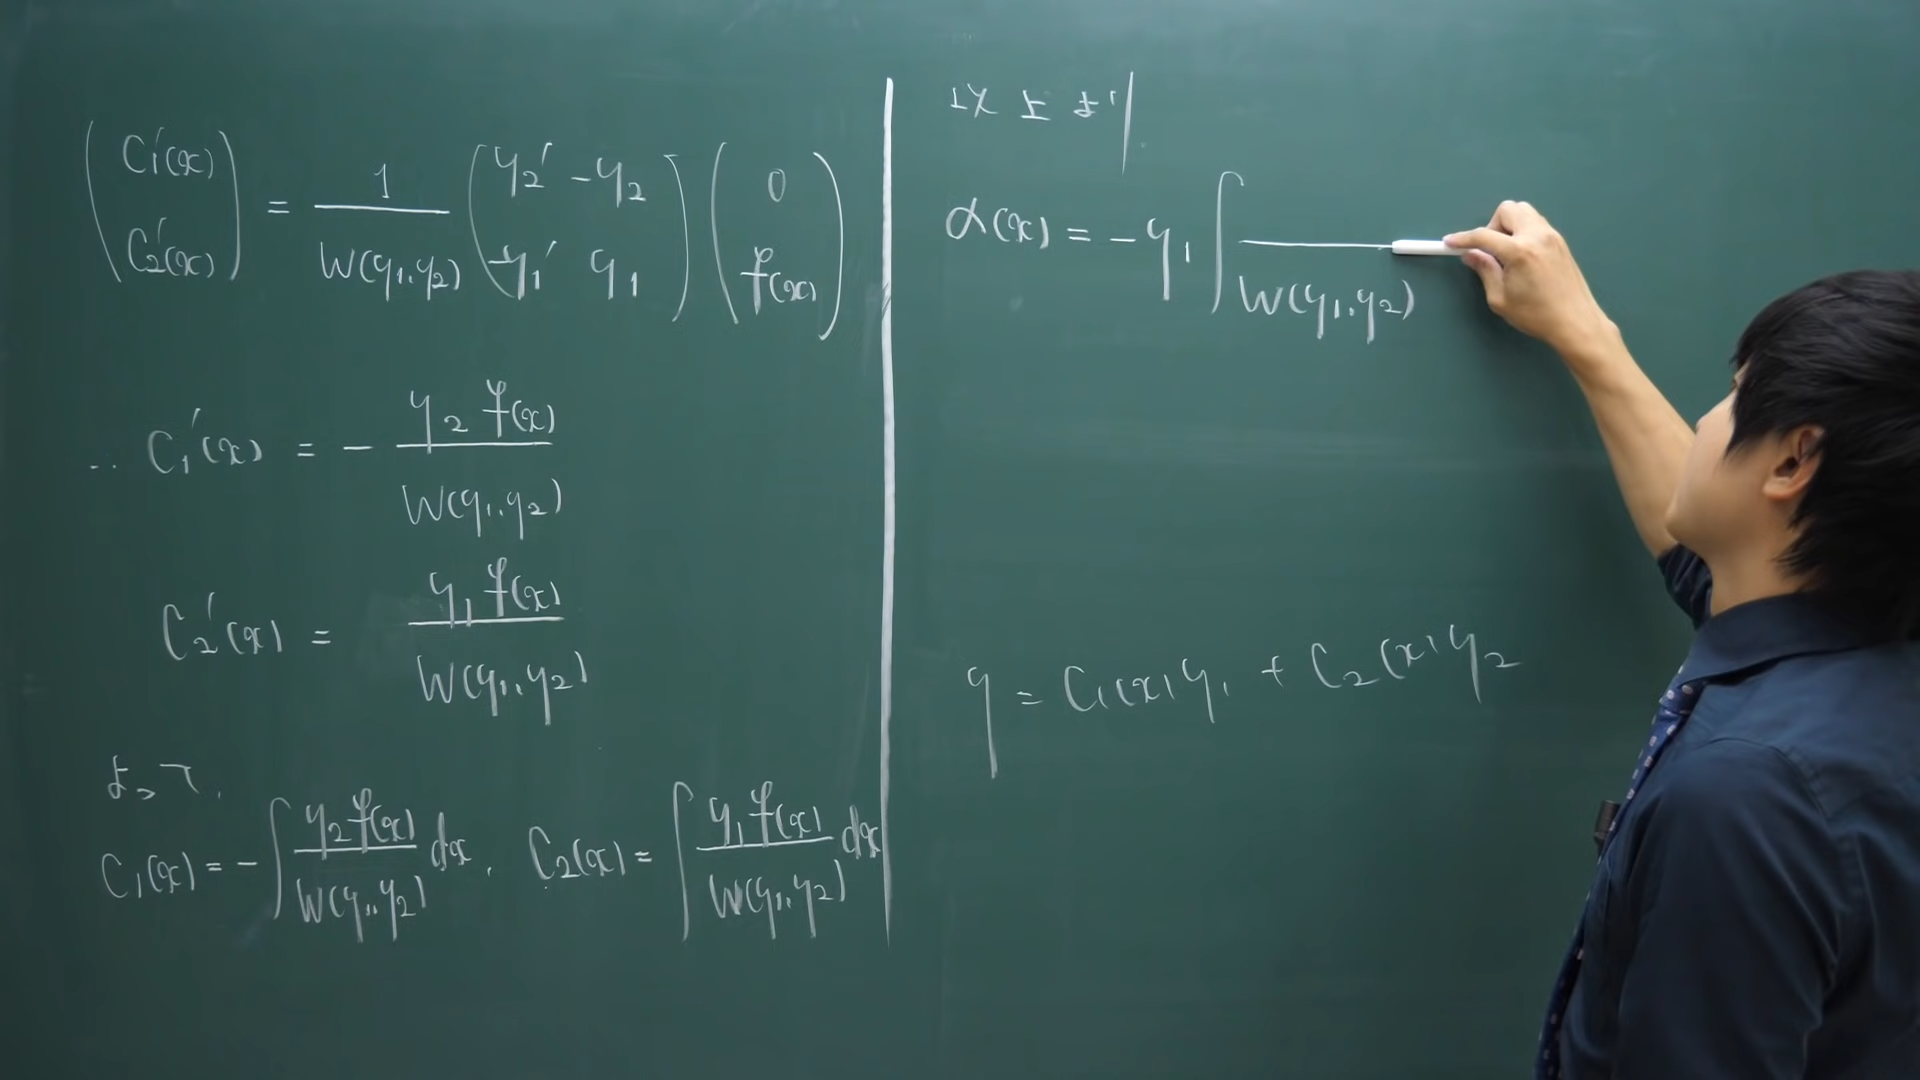 (C₁'(x) C₂'(x)) = 1/W(y₁,y₂) (y₂' -y₂ -y₁' y₁) (0 f(x))
∴ C₁'(x) = - y₂ f(x)/W(y₁,y₂)
C₂'(x) = y₁ f(x)/W(y₁,y₂)
よって,
C₁(x) = -∫ y₂f(x)/W(y₁,y₂) dx, C₂(x) = ∫ y₁f(x)/W(y₁,y₂) dx
以上より
α(x) = -y₁ ∫ /W(y₁,y₂)
y = C₁(x)y₁ + C₂(x)y₂